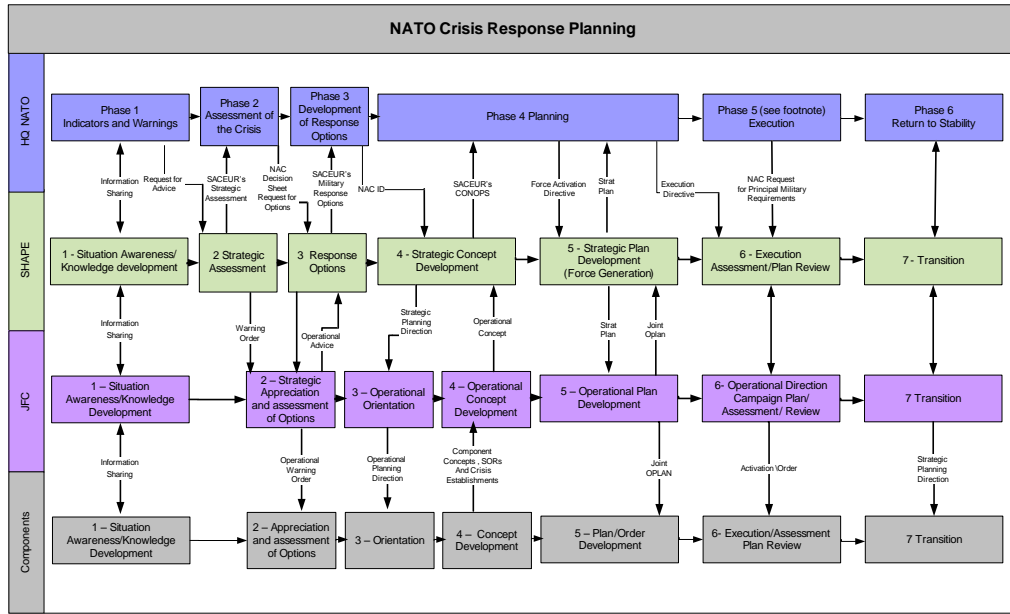 NATO Crisis Response Planning
HQ NATO
Phase 1
Indicators and Warnings
Phase 2
Assessment of
the Crisis
Phase 3
Development
of Response
Options
Phase 4 Planning
Phase 5 (see footnote)
Execution
Phase 6
Return to Stability
Information
Sharing
Request for
Advice
SACEUR's
Strategic
Assessment
NAC
Decision
Sheet
Request for
Options
SACEUR's
Military
Response
Options
NAC ID
SACEUR's
CONOPS
Force Activation
Directive
Strat
Plan
Execution
Directive
NAC Request
for Principal Military
Requirements
SHAPE
1 - Situation Awareness/
Knowledge development
2 Strategic
Assessment
3 Response
Options
4 - Strategic Concept
Development
5 - Strategic Plan
Development
(Force Generation)
6 - Execution
Assessment/Plan Review
7 - Transition
Information
Sharing
Warning
Order
Operational
Advice
Strategic
Planning
Direction
Operational
Concept
Strat
Plan
Joint
Oplan
JFC
1 – Situation
Awareness/Knowledge
Development
2 – Strategic
Appreciation
and assessment
of Options
3 – Operational
Orientation
4 – Operational
Concept
Development
5 – Operational Plan
Development
6- Operational Direction
Campaign Plan/
Assessment/ Review
7 Transition
Information
Sharing
Operational
Warning
Order
Operational
Planning
Direction
Component
Concepts , SORs
And Crisis
Establishments
Joint
OPLAN
Activation \Order
Strategic
Planning
Direction
Components
1 – Situation
Awareness/Knowledge
Development
2 – Appreciation
and assessment
of Options
3 – Orientation
4 – Concept
Development
5 – Plan/Order
Development
6- Execution/Assessment
Plan Review
7 Transition